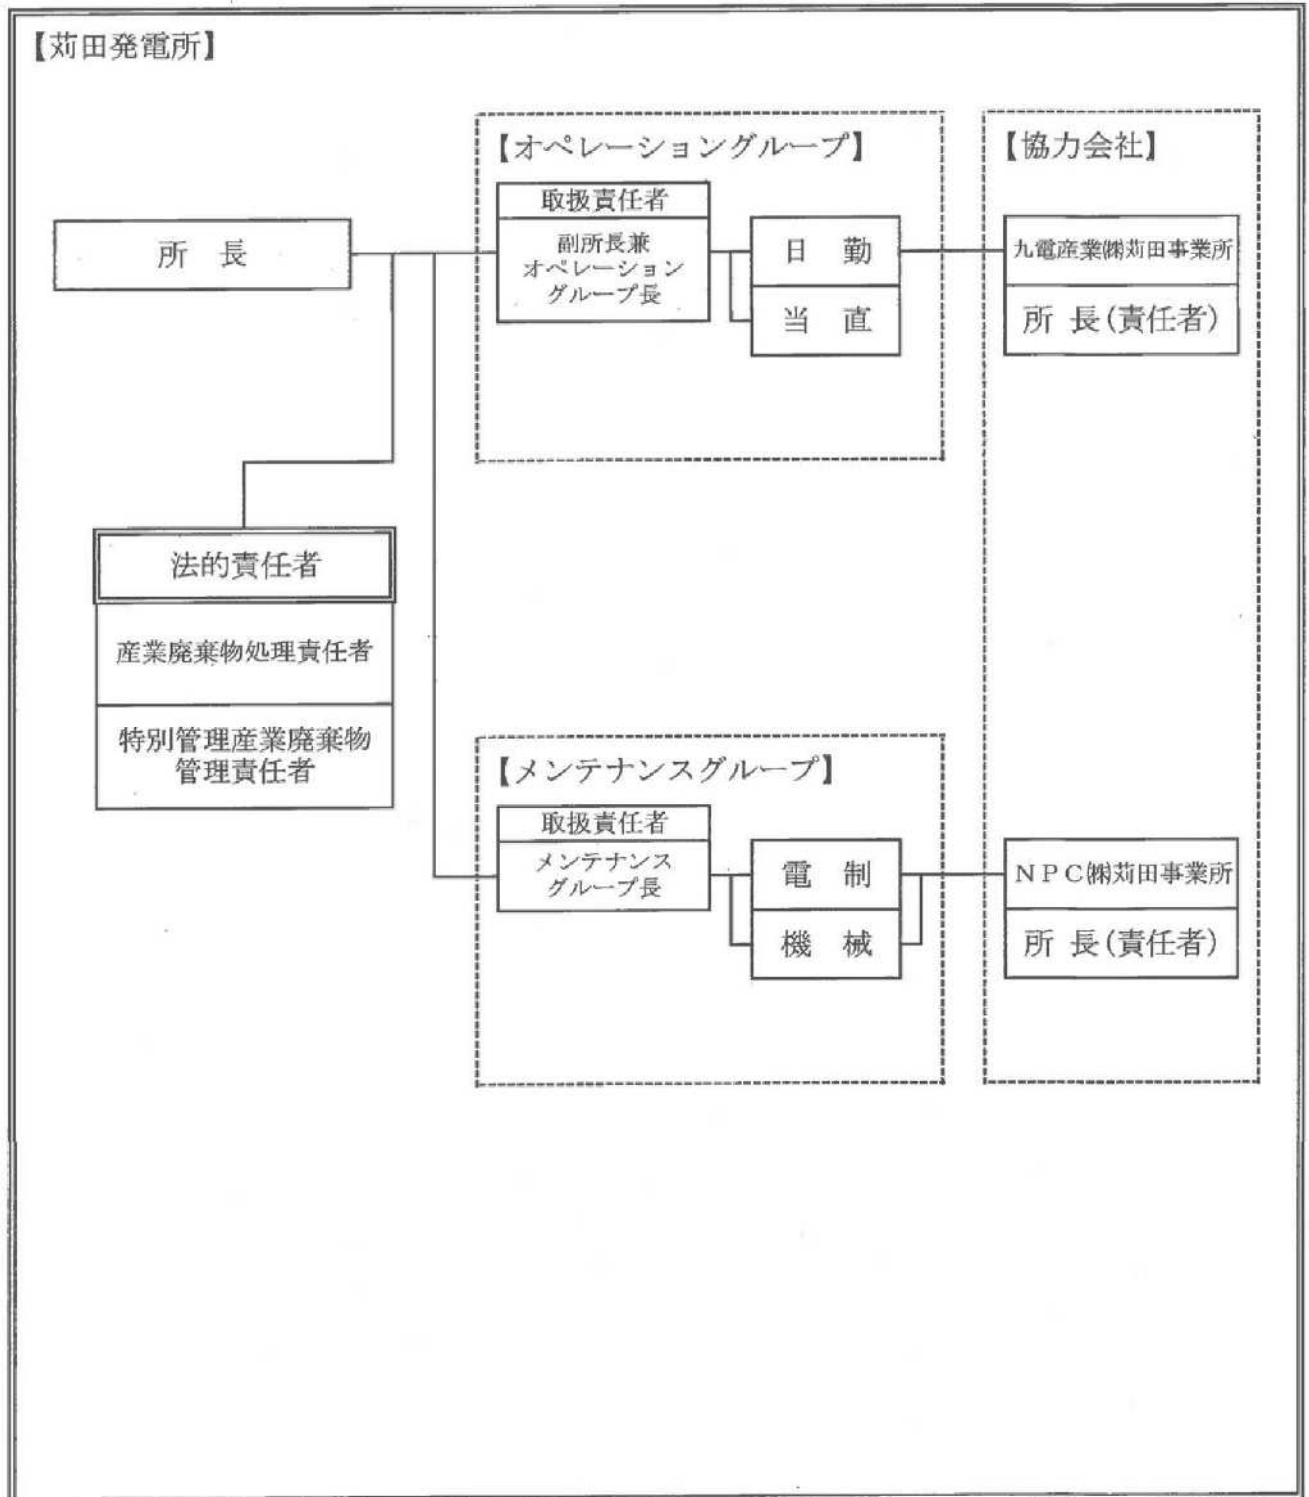 【苅田発電所】
【オペレーショングループ】
【協力会社】
取扱責任者
所 長
副所長兼
オペレーション
グループ長
日 勤
当 直
九電産業㈱苅田事業所
所 長(責任者)
法的責任者
産業廃棄物処理責任者
特別管理産業廃棄物
管理責任者
【メンテナンスグループ】
取扱責任者
メンテナンス
グループ長
電 制
機 械
NPC㈱苅田事業所
所 長(責任者)